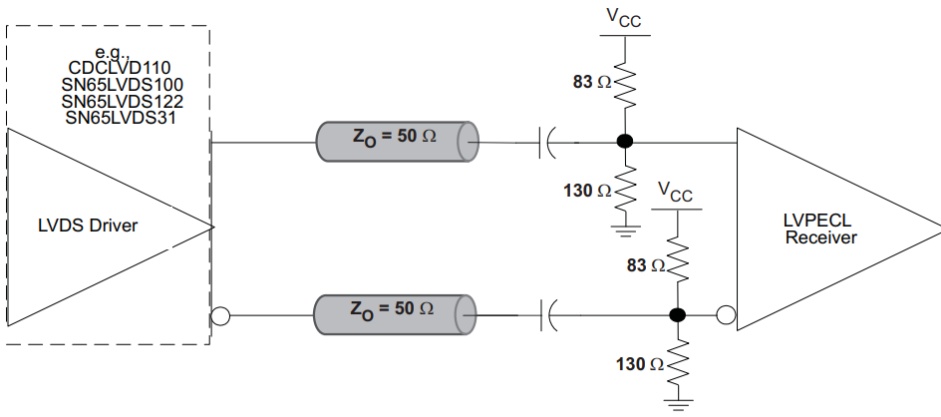 e.g.,
CDCLVD110
SN65LVDS100
SN65LVDS122
SN65LVDS31
LVDS Driver
Z_O = 50 Ω
Z_O = 50 Ω
V_CC
83 Ω
130 Ω
V_CC
83 Ω
130 Ω
LVPECL
Receiver